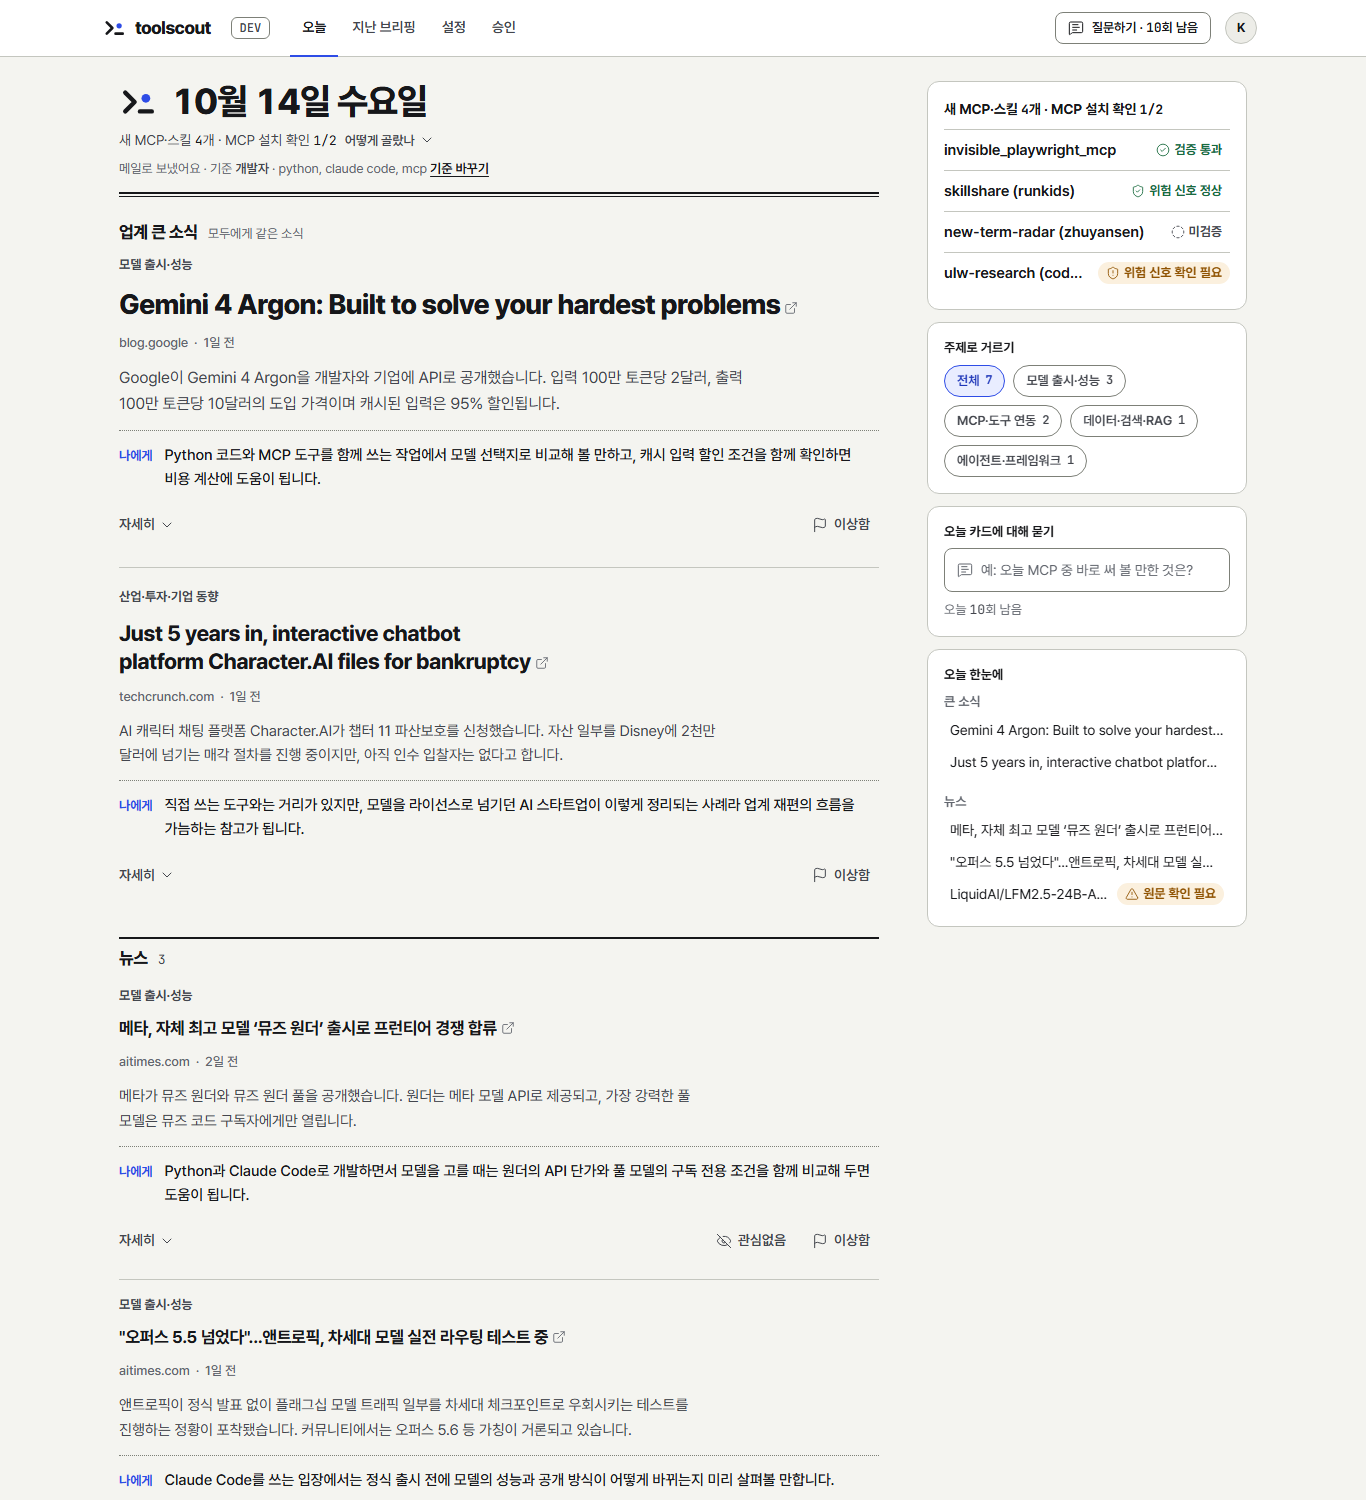 toolscout
DEV
오늘
지난 브리핑
설정
승인
질문하기 · 10회 남음
K
10월 14일 수요일
새 MCP·스킬 4개 · MCP 설치 확인 1/2 어떻게 골랐나
메일로 보냈어요 · 기준 개발자 · python, claude code, mcp 기준 바꾸기
업계 큰 소식 모두에게 같은 소식
모델 출시·성능
Gemini 4 Argon: Built to solve your hardest problems
blog.google · 1일 전
Google이 Gemini 4 Argon을 개발자와 기업에 API로 공개했습니다. 입력 100만 토큰당 2달러, 출력
100만 토큰당 10달러의 도입 가격이며 캐시된 입력은 95% 할인됩니다.
나에게 Python 코드와 MCP 도구를 함께 쓰는 작업에서 모델 선택지로 비교해 볼 만하고, 캐시 입력 할인 조건을 함께 확인하면
비용 계산에 도움이 됩니다.
자세히
이상함
산업·투자·기업 동향
Just 5 years in, interactive chatbot
platform Character.AI files for bankruptcy
techcrunch.com · 1일 전
AI 캐릭터 채팅 플랫폼 Character.AI가 챕터 11 파산보호를 신청했습니다. 자산 일부를 Disney에 2천만
달러에 넘기는 매각 절차를 진행 중이지만, 아직 인수 입찰자는 없다고 합니다.
나에게 직접 쓰는 도구와는 거리가 있지만, 모델을 라이선스로 넘기던 AI 스타트업이 이렇게 정리되는 사례라 업계 재편의 흐름을
가늠하는 참고가 됩니다.
자세히
이상함
뉴스 3
모델 출시·성능
메타, 자체 최고 모델 ‘뮤즈 원더’ 출시로 프런티어 경쟁 합류
aitimes.com · 2일 전
메타가 뮤즈 원더와 뮤즈 원더 풀을 공개했습니다. 원더는 메타 모델 API로 제공되고, 가장 강력한 풀
모델은 뮤즈 코드 구독자에게만 열립니다.
나에게 Python과 Claude Code로 개발하면서 모델을 고를 때는 원더의 API 단가와 풀 모델의 구독 전용 조건을 함께 비교해 두면
도움이 됩니다.
자세히
관심없음
이상함
모델 출시·성능
"오퍼스 5.5 넘었다"...앤트로픽, 차세대 모델 실전 라우팅 테스트 중
aitimes.com · 1일 전
앤트로픽이 정식 발표 없이 플래그십 모델 트래픽 일부를 차세대 체크포인트로 우회시키는 테스트를
진행하는 정황이 포착됐습니다. 커뮤니티에서는 오퍼스 5.6 등 가칭이 거론되고 있습니다.
나에게 Claude Code를 쓰는 입장에서는 정식 출시 전에 모델의 성능과 공개 방식이 어떻게 바뀌는지 미리 살펴볼 만합니다.
새 MCP·스킬 4개 · MCP 설치 확인 1/2
invisible_playwright_mcp 검증 통과
skillshare (runkids) 위험 신호 정상
new-term-radar (zhuyansen) 미검증
ulw-research (cod... 위험 신호 확인 필요
주제로 거르기
전체 7
모델 출시·성능 3
MCP·도구 연동 2
데이터·검색·RAG 1
에이전트·프레임워크 1
오늘 카드에 대해 묻기
예: 오늘 MCP 중 바로 써 볼 만한 것은?
오늘 10회 남음
오늘 한눈에
큰 소식
Gemini 4 Argon: Built to solve your hardest...
Just 5 years in, interactive chatbot platfor...
뉴스
메타, 자체 최고 모델 ‘뮤즈 원더’ 출시로 프런티어...
"오퍼스 5.5 넘었다"...앤트로픽, 차세대 모델 실...
LiquidAI/LFM2.5-24B-A... 원문 확인 필요